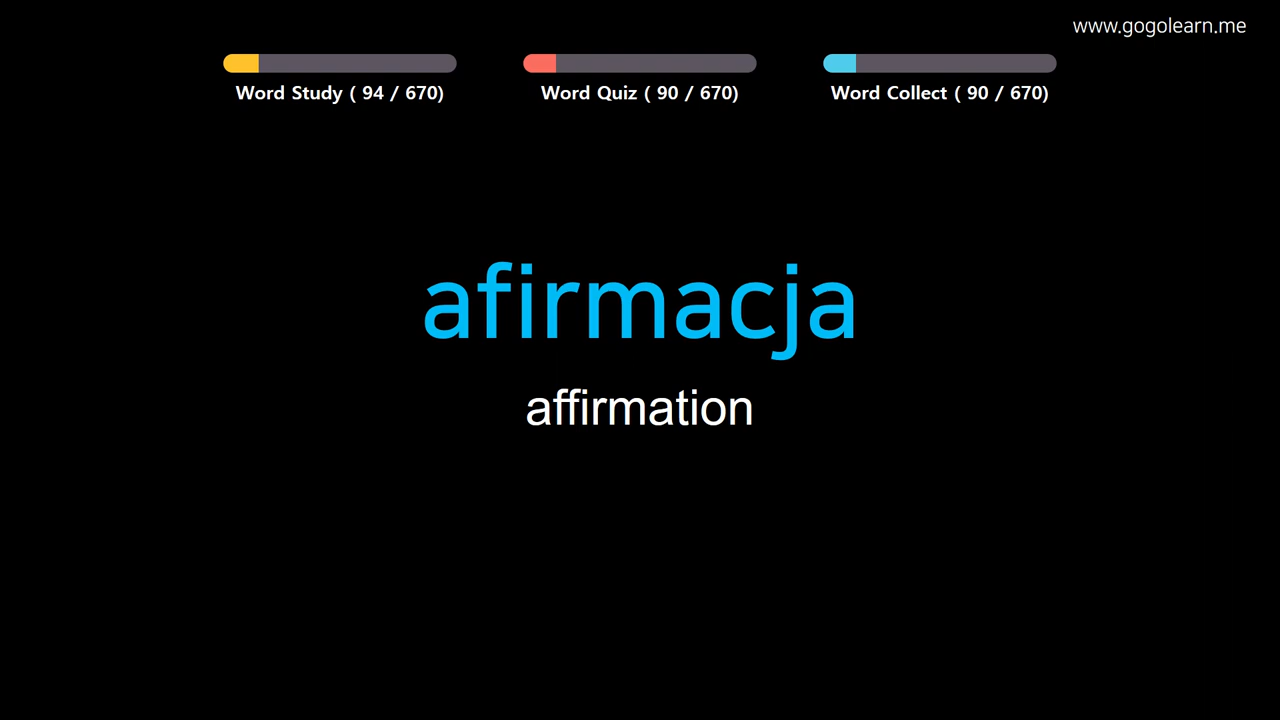 www.gogolearn.me
Word Study ( 94 / 670)
Word Quiz ( 90 / 670)
Word Collect ( 90 / 670)
afirmacja
affirmation